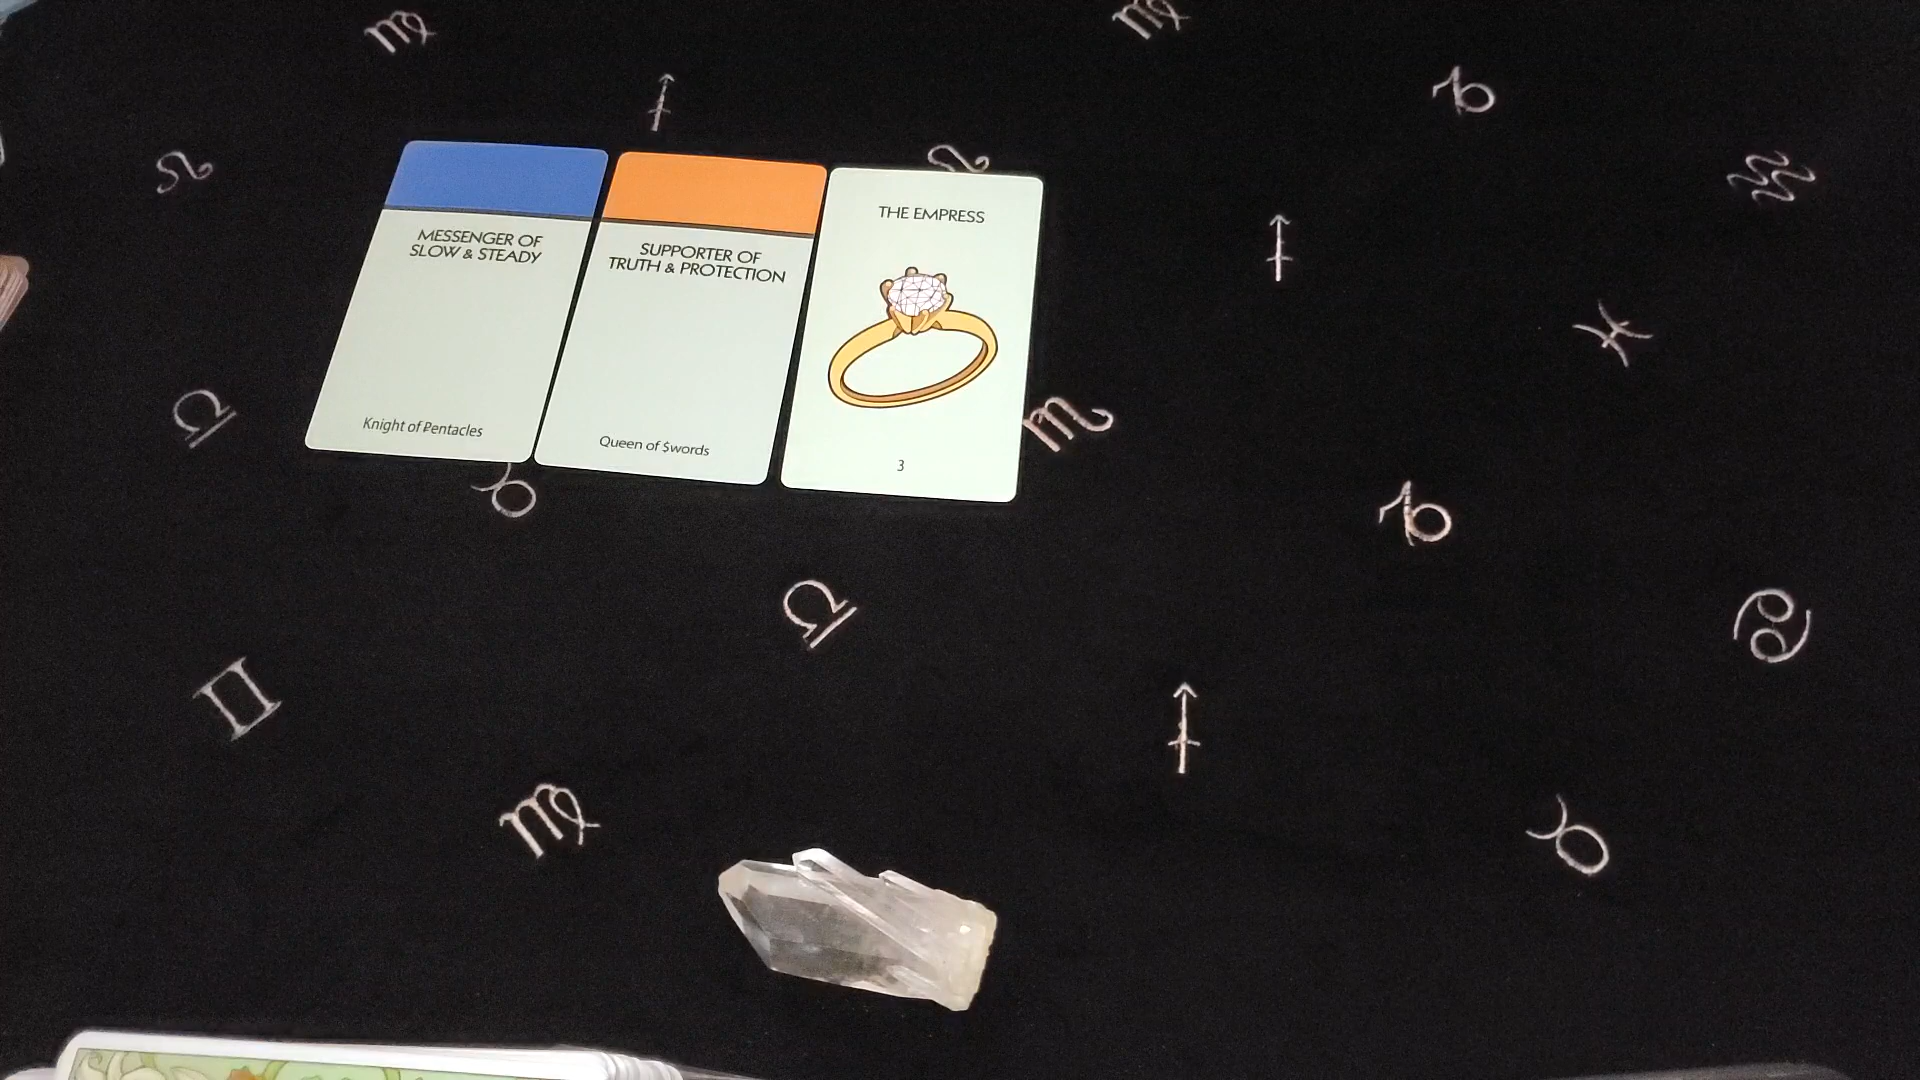 MESSENGER OF
SLOW & STEADY
Knight of Pentacles
SUPPORTER OF
TRUTH & PROTECTION
Queen of $words
THE EMPRESS
3